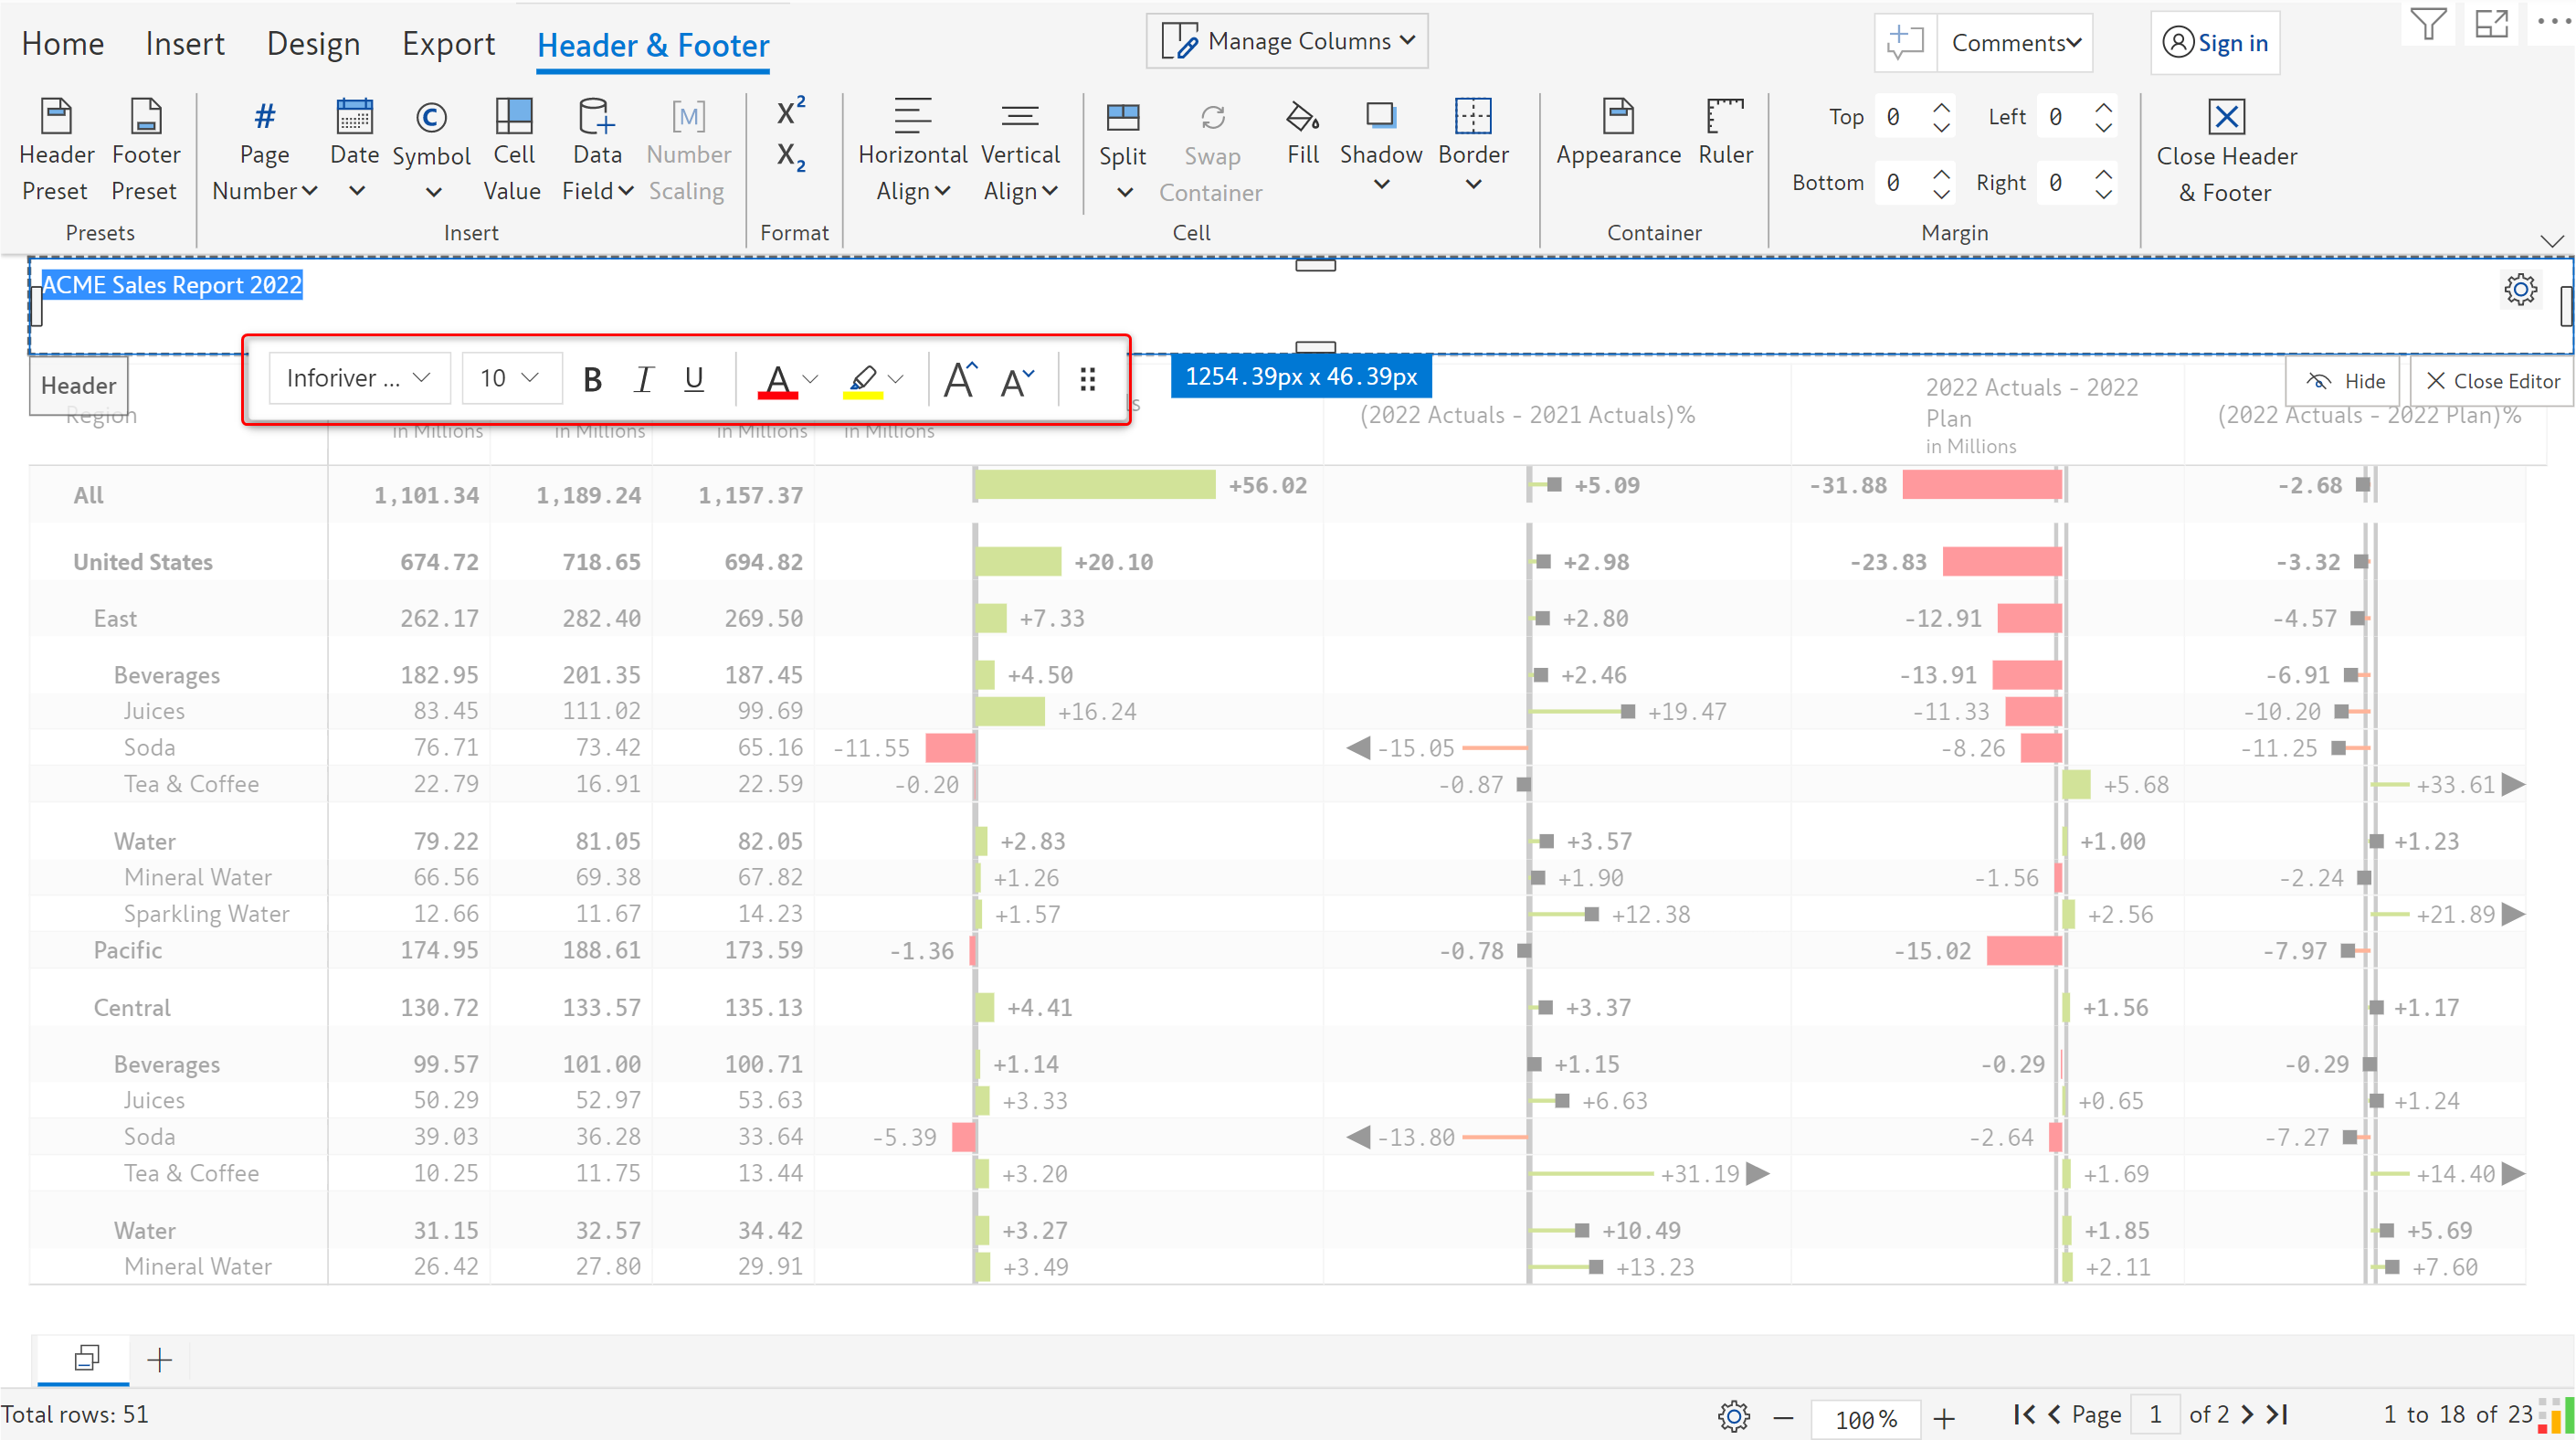 Home Insert Design Export Header & Footer Manage Columns Comments Sign in
Header Preset Footer Preset Page Number Date Symbol Cell Value Data Field Number Scaling X² X₂ Horizontal Align Vertical Align Split Swap Container Fill Shadow Border Appearance Ruler Top 0 Left 0 Bottom 0 Right 0 Close Header & Footer
Presets Insert Format Cell Container Margin
ACME Sales Report 2022
Header Inforiver ... 10 B I U A A A 1254.39px x 46.39px Hide Close Editor
Region (2022 Actuals - 2021 Actuals)% 2022 Actuals - 2022 Plan (2022 Actuals - 2022 Plan)%
in Millions in Millions in Millions in Millions in Millions
All 1,101.34 1,189.24 1,157.37 +56.02 +5.09 -31.88 -2.68
United States 674.72 718.65 694.82 +20.10 +2.98 -23.83 -3.32
East 262.17 282.40 269.50 +7.33 +2.80 -12.91 -4.57
Beverages 182.95 201.35 187.45 +4.50 +2.46 -13.91 -6.91
Juices 83.45 111.02 99.69 +16.24 +19.47 -11.33 -10.20
Soda 76.71 73.42 65.16 -11.55 -15.05 -8.26 -11.25
Tea & Coffee 22.79 16.91 22.59 -0.20 -0.87 +5.68 +33.61
Water 79.22 81.05 82.05 +2.83 +3.57 +1.00 +1.23
Mineral Water 66.56 69.38 67.82 +1.26 +1.90 -1.56 -2.24
Sparkling Water 12.66 11.67 14.23 +1.57 +12.38 +2.56 +21.89
Pacific 174.95 188.61 173.59 -1.36 -0.78 -15.02 -7.97
Central 130.72 133.57 135.13 +4.41 +3.37 +1.56 +1.17
Beverages 99.57 101.00 100.71 +1.14 +1.15 -0.29 -0.29
Juices 50.29 52.97 53.63 +3.33 +6.63 +0.65 +1.24
Soda 39.03 36.28 33.64 -5.39 -13.80 -2.64 -7.27
Tea & Coffee 10.25 11.75 13.44 +3.20 +31.19 +1.69 +14.40
Water 31.15 32.57 34.42 +3.27 +10.49 +1.85 +5.69
Mineral Water 26.42 27.80 29.91 +3.49 +13.23 +2.11 +7.60
Total rows: 51 100% Page 1 of 2 1 to 18 of 23